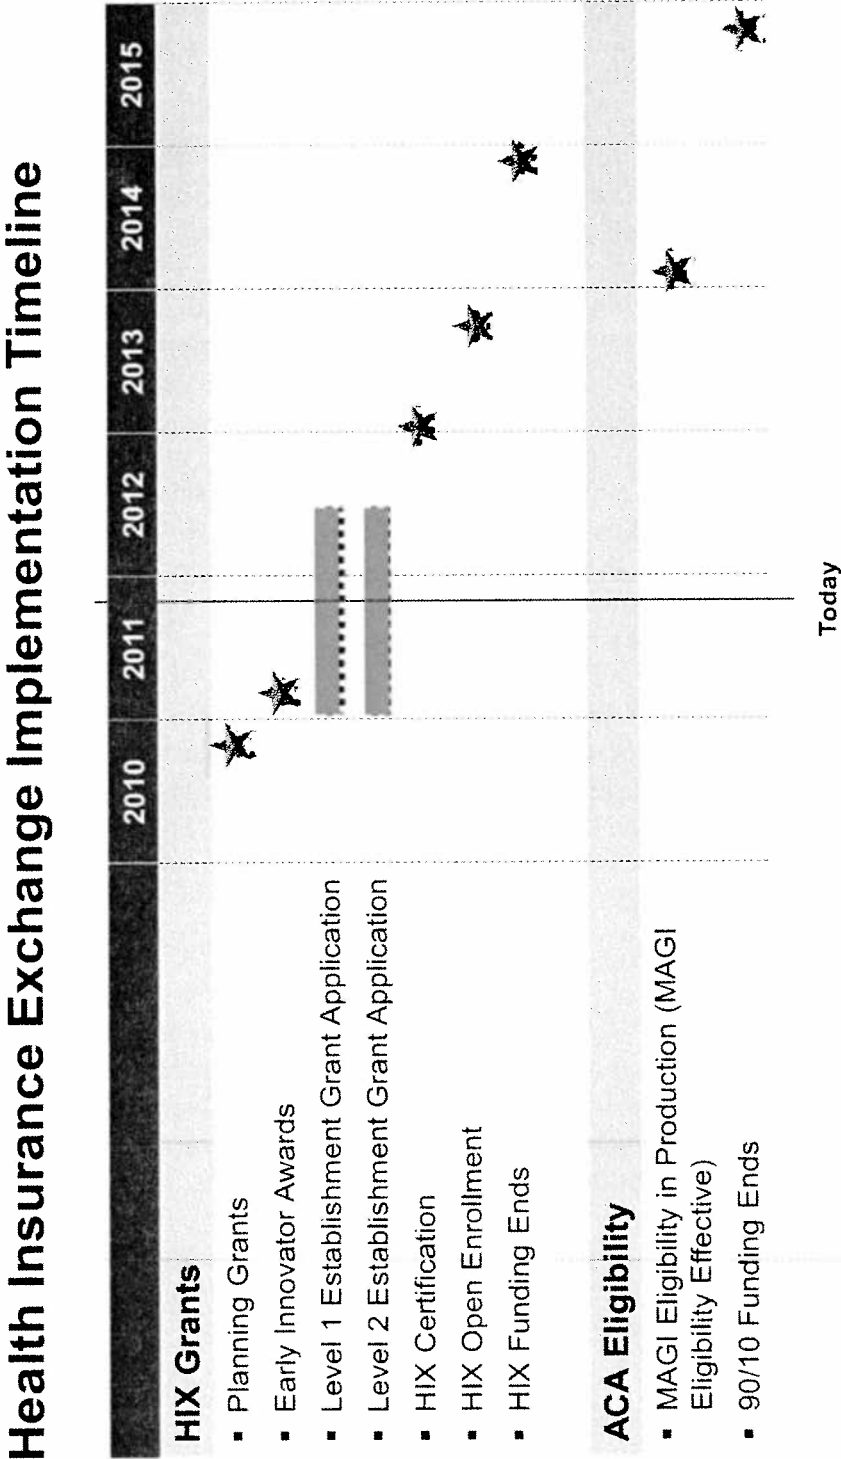 Health Insurance Exchange Implementation Timeline
2010 2011 2012 2013 2014 2015
HIX Grants
▪ Planning Grants
▪ Early Innovator Awards
▪ Level 1 Establishment Grant Application
▪ Level 2 Establishment Grant Application
▪ HIX Certification
▪ HIX Open Enrollment
▪ HIX Funding Ends
ACA Eligibility
▪ MAGI Eligibility in Production (MAGI
Eligibility Effective)
▪ 90/10 Funding Ends
Today